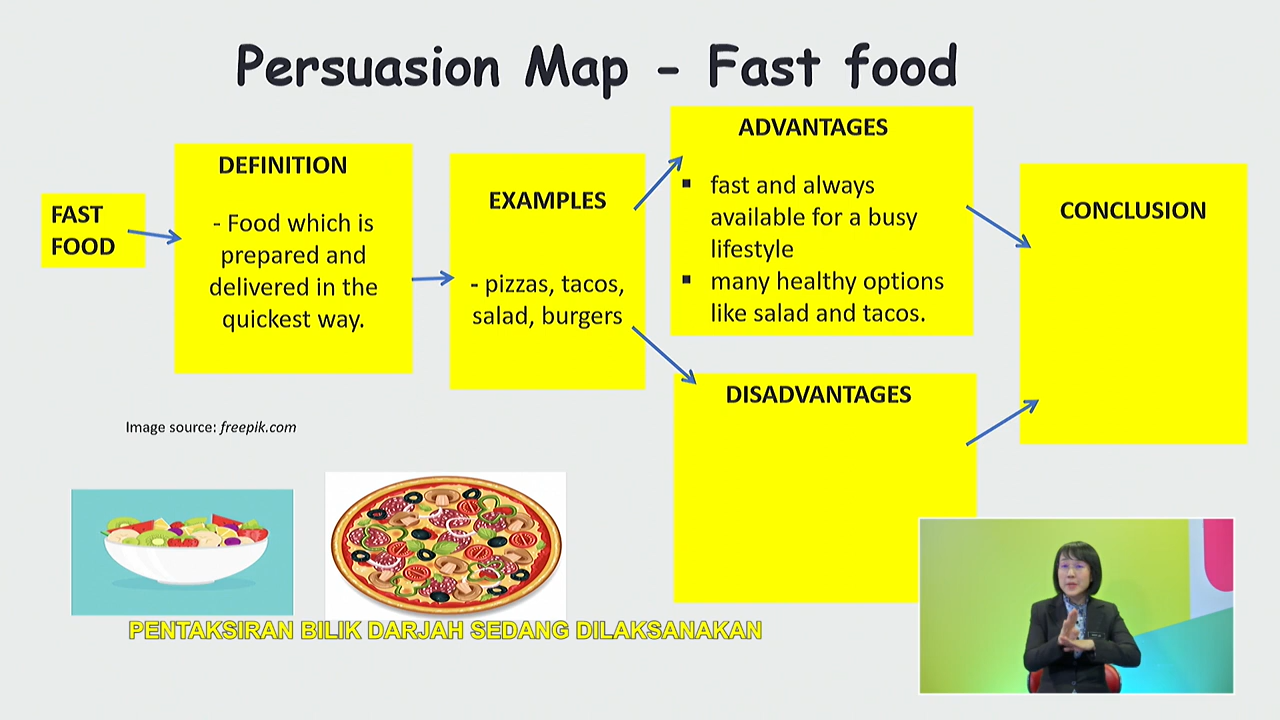 Persuasion Map - Fast food
FAST
FOOD
DEFINITION
- Food which is
prepared and
delivered in the
quickest way.
EXAMPLES
- pizzas, tacos,
salad, burgers
ADVANTAGES
▪ fast and always
available for a busy
lifestyle
▪ many healthy options
like salad and tacos.
DISADVANTAGES
CONCLUSION
Image source: freepik.com
PENTAKSIRAN BILIK DARJAH SEDANG DILAKSANAKAN